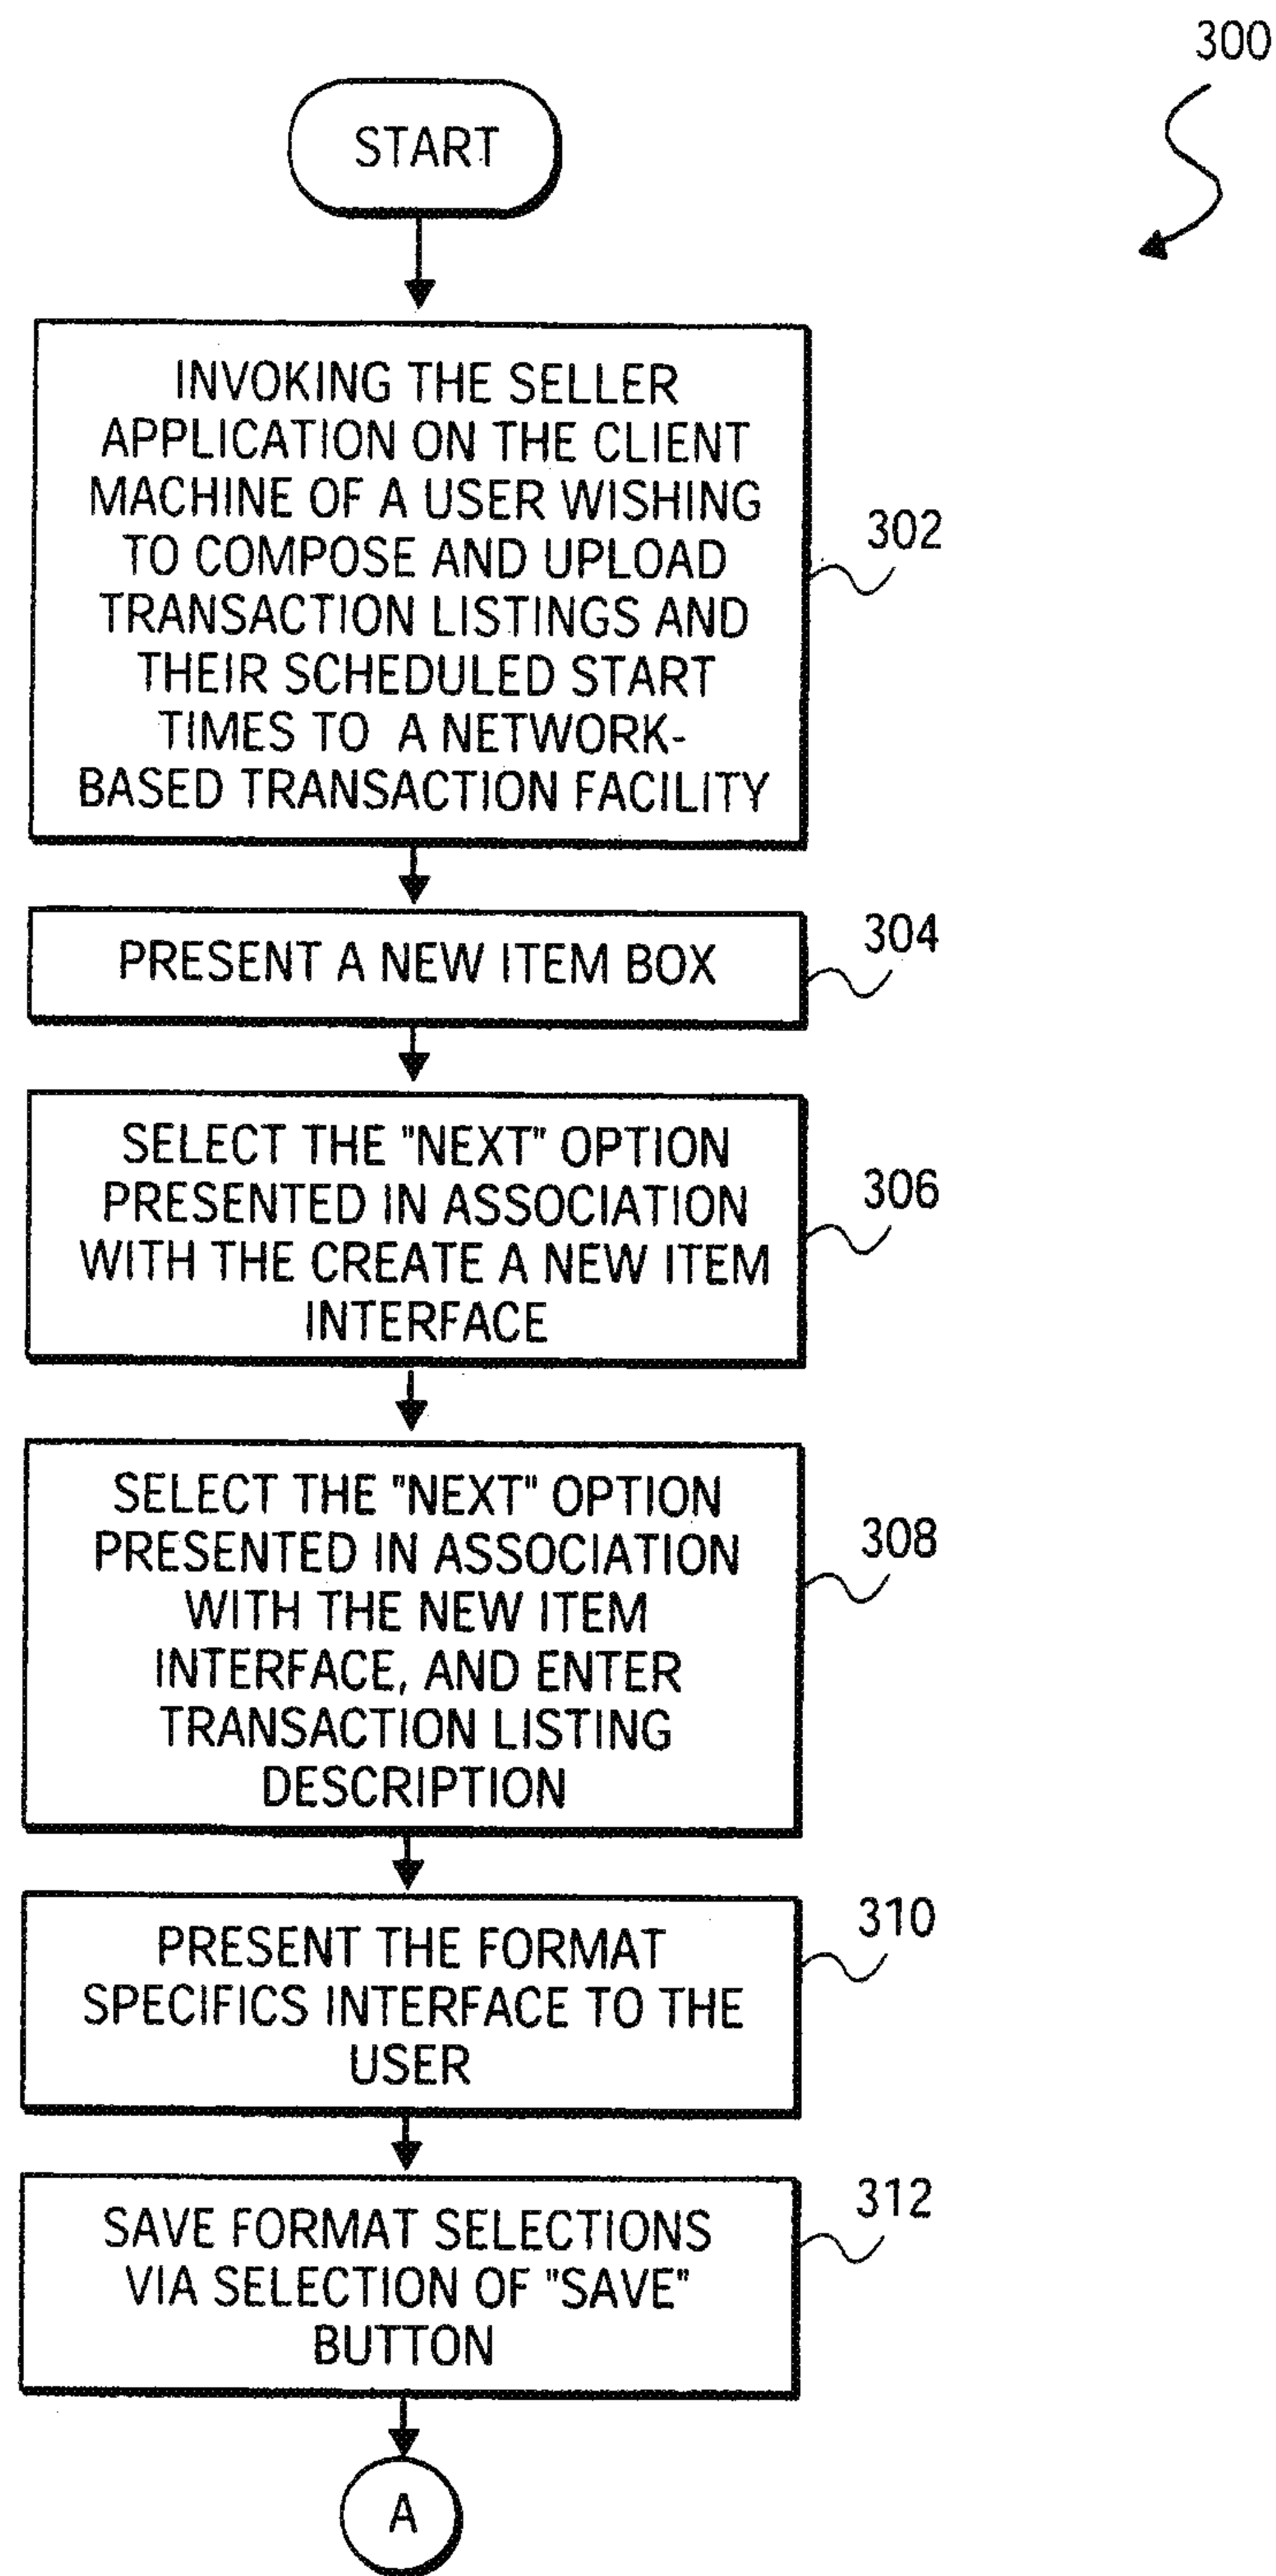 300
START
INVOKING THE SELLER
APPLICATION ON THE CLIENT
MACHINE OF A USER WISHING
TO COMPOSE AND UPLOAD
TRANSACTION LISTINGS AND
THEIR SCHEDULED START
TIMES TO A NETWORK-
BASED TRANSACTION FACILITY
302
PRESENT A NEW ITEM BOX
304
SELECT THE "NEXT" OPTION
PRESENTED IN ASSOCIATION
WITH THE CREATE A NEW ITEM
INTERFACE
306
SELECT THE "NEXT" OPTION
PRESENTED IN ASSOCIATION
WITH THE NEW ITEM
INTERFACE, AND ENTER
TRANSACTION LISTING
DESCRIPTION
308
PRESENT THE FORMAT
SPECIFICS INTERFACE TO THE
USER
310
SAVE FORMAT SELECTIONS
VIA SELECTION OF "SAVE"
BUTTON
312
A